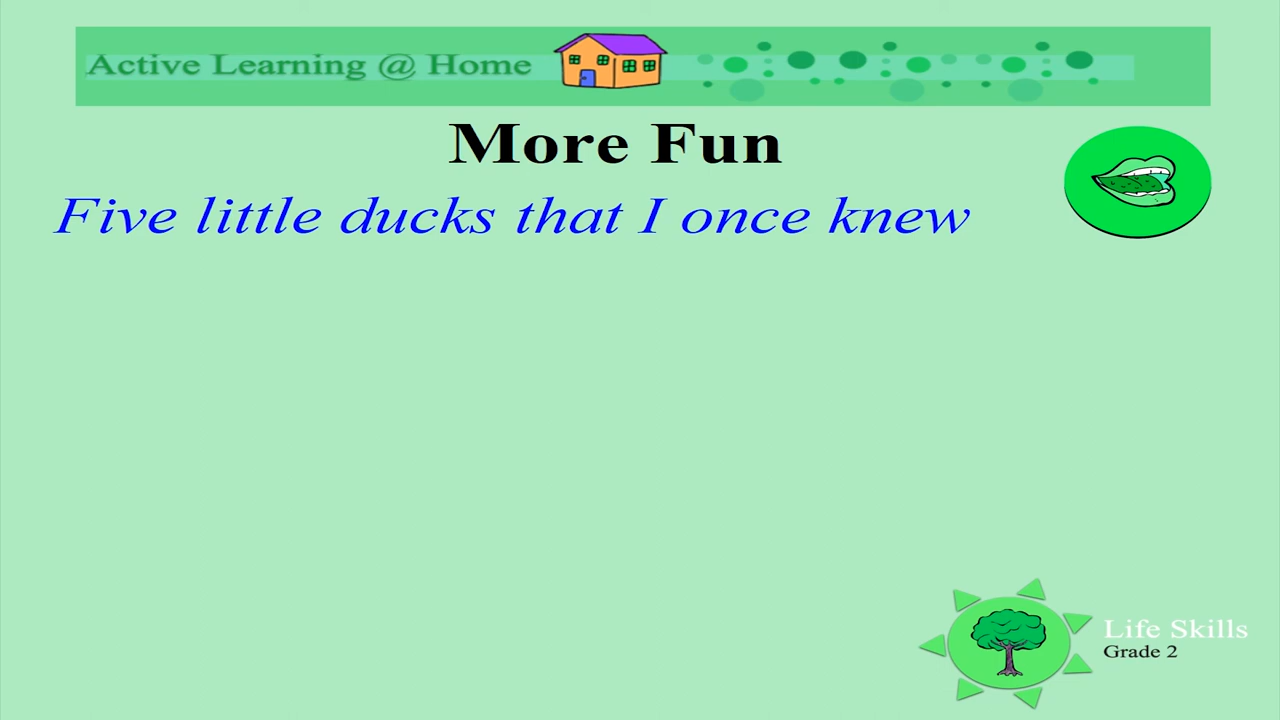 Active Learning @ Home
More Fun
Five little ducks that I once knew
Life Skills
Grade 2